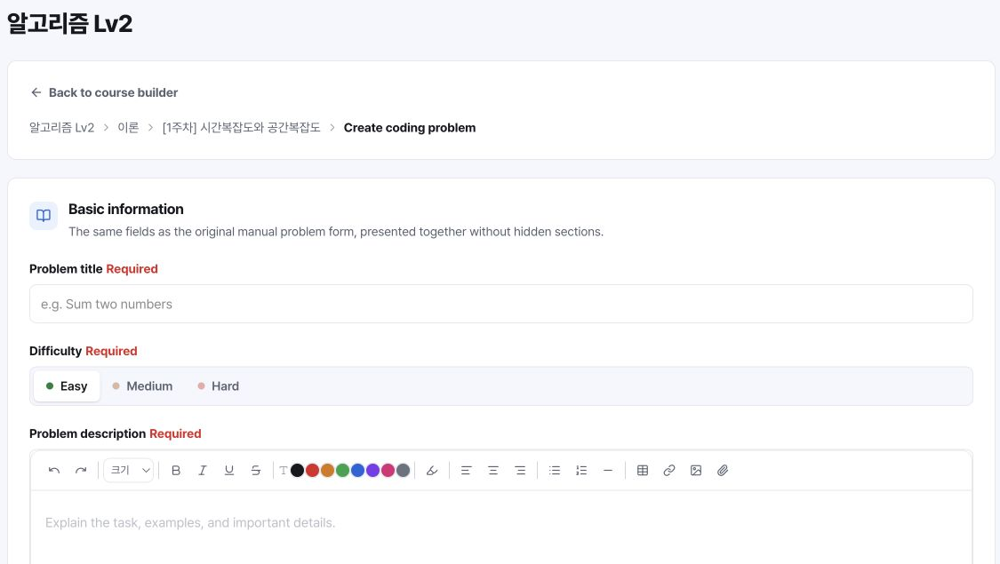 알고리즘 Lv2
← Back to course builder
알고리즘 Lv2 > 이론 > [1주차] 시간복잡도와 공간복잡도 > Create coding problem
Basic information
The same fields as the original manual problem form, presented together without hidden sections.
Problem title Required
e.g. Sum two numbers
Difficulty Required
Easy Medium Hard
Problem description Required
크기 B I U S T
Explain the task, examples, and important details.